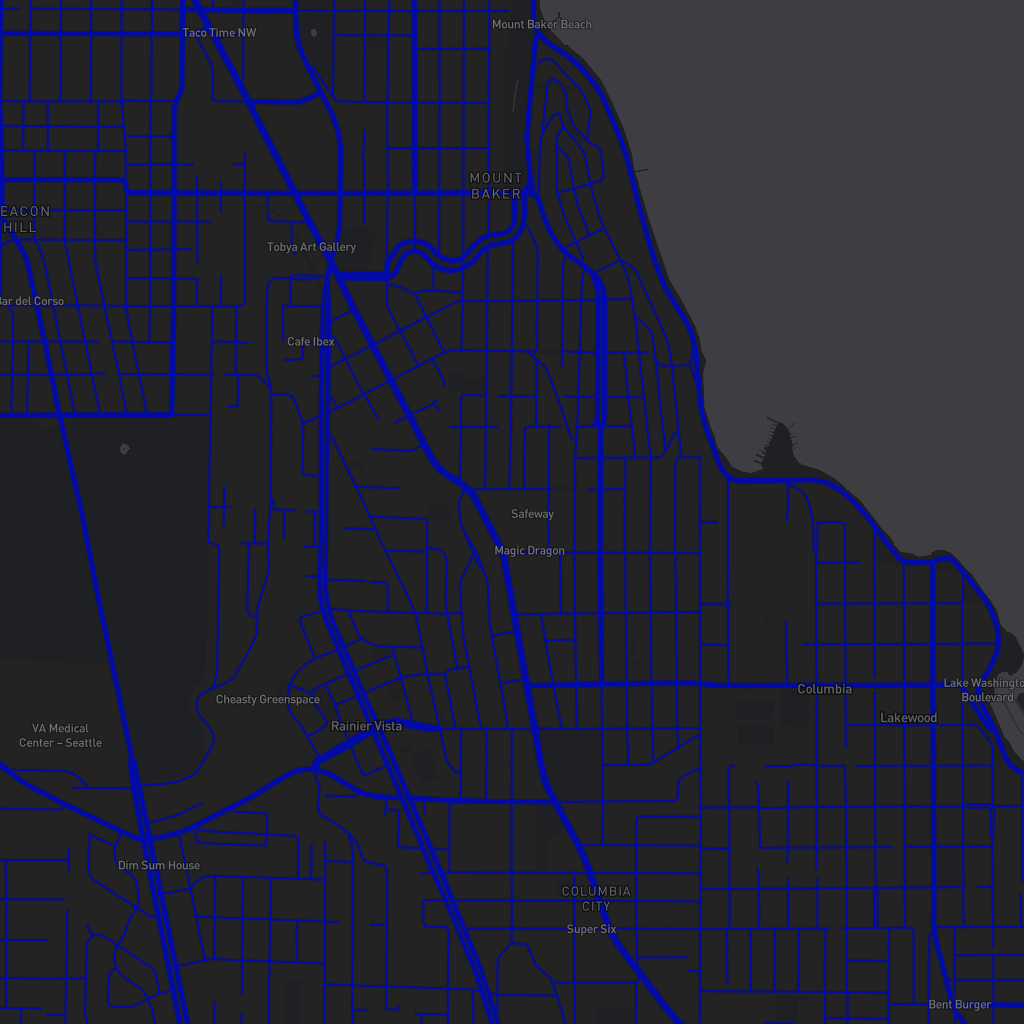 Mount Baker Beach
Taco Time NW
MOUNT
BAKER
EACON
HILL
Tobya Art Gallery
Bar del Corso
Cafe Ibex
Safeway
Magic Dragon
Cheasty Greenspace
Columbia
Lake Washingto
Boulevard
Lakewood
Rainier Vista
VA Medical
Center – Seattle
Dim Sum House
COLUMBIA
CITY
Super Six
Bent Burger